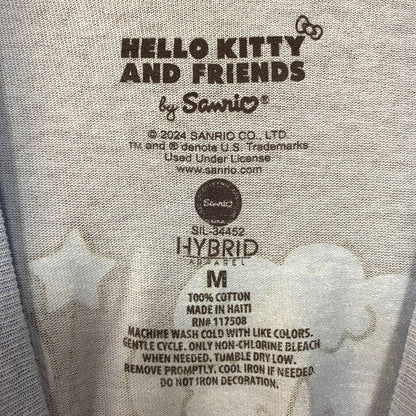 HELLO KITTY
AND FRIENDS
by Sanrio®
© 2024 SANRIO CO., LTD.
TM and ® denote U.S. Trademarks
Used Under License
www.sanrio.com
Sanrio
SIL-34452
HYBRID
APPAREL
M
100% COTTON
MADE IN HAITI
RN# 117508
MACHINE WASH COLD WITH LIKE COLORS.
GENTLE CYCLE. ONLY NON-CHLORINE BLEACH
WHEN NEEDED. TUMBLE DRY LOW.
REMOVE PROMPTLY. COOL IRON IF NEEDED.
DO NOT IRON DECORATION.